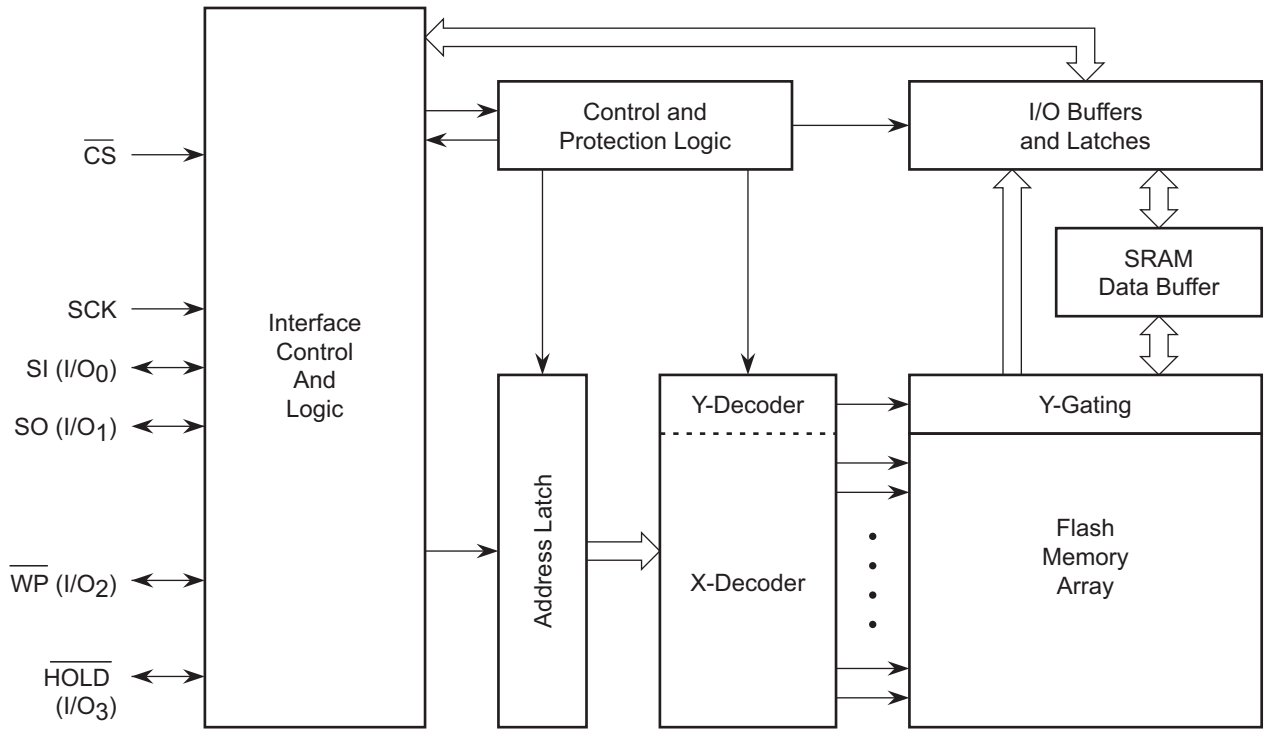 CS
SCK
SI (I/O0)
SO (I/O1)
WP (I/O2)
HOLD
(I/O3)
Interface
Control
And
Logic
Control and
Protection Logic
I/O Buffers
and Latches
SRAM
Data Buffer
Address Latch
Y-Decoder
X-Decoder
Y-Gating
Flash
Memory
Array